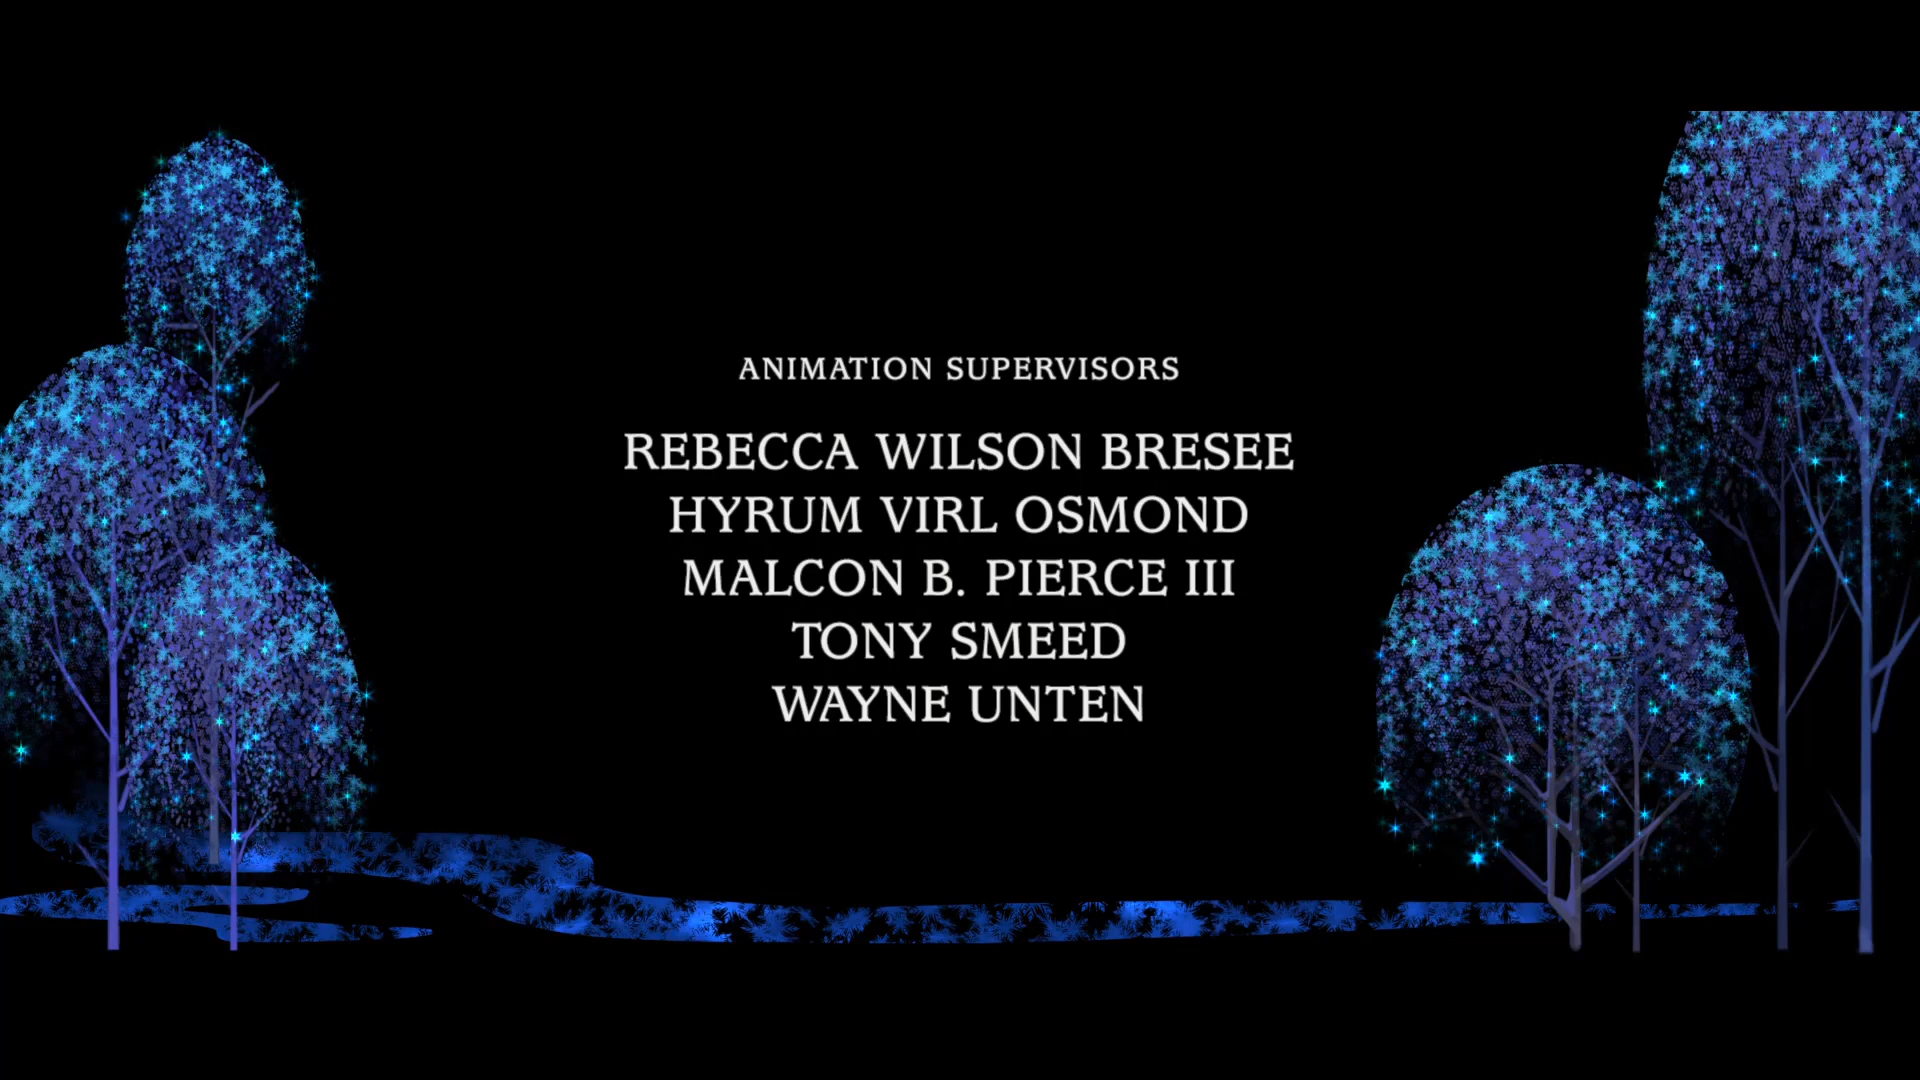 ANIMATION SUPERVISORS
REBECCA WILSON BRESEE
HYRUM VIRL OSMOND
MALCON B. PIERCE III
TONY SMEED
WAYNE UNTEN